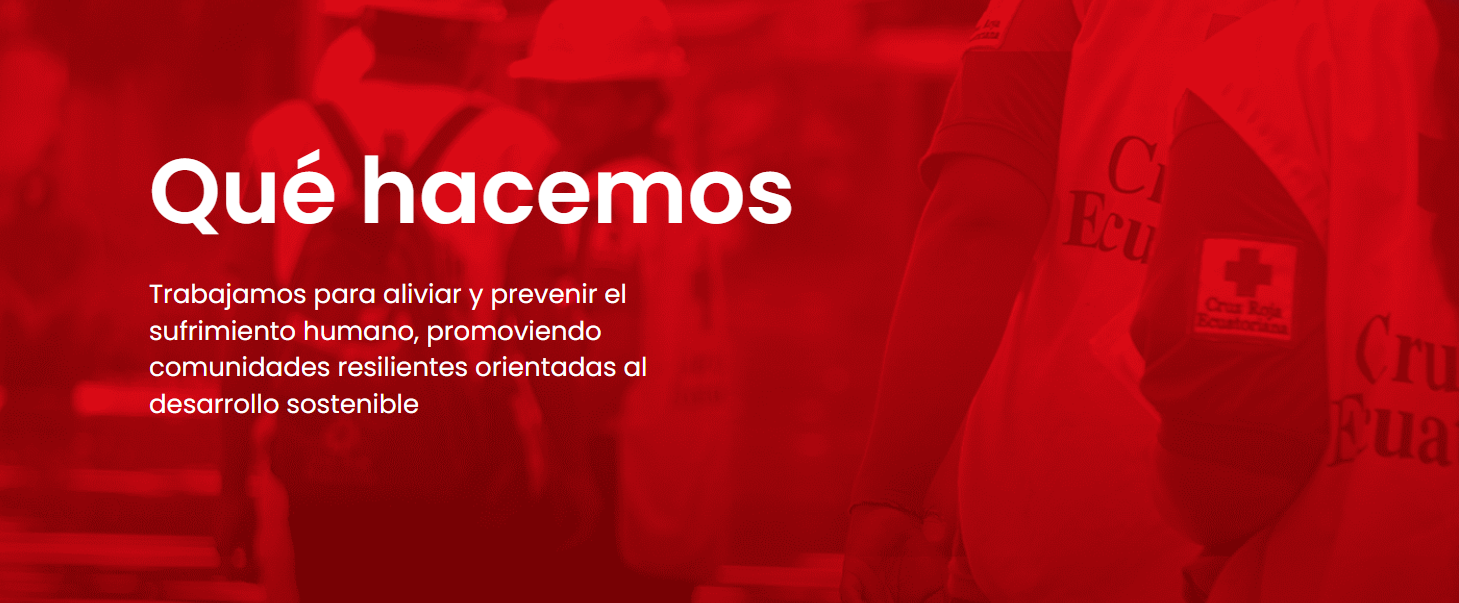 Qué hacemos
Trabajamos para aliviar y prevenir el
sufrimiento humano, promoviendo
comunidades resilientes orientadas al
desarrollo sostenible
Cruz Roja
Ecuatoriana